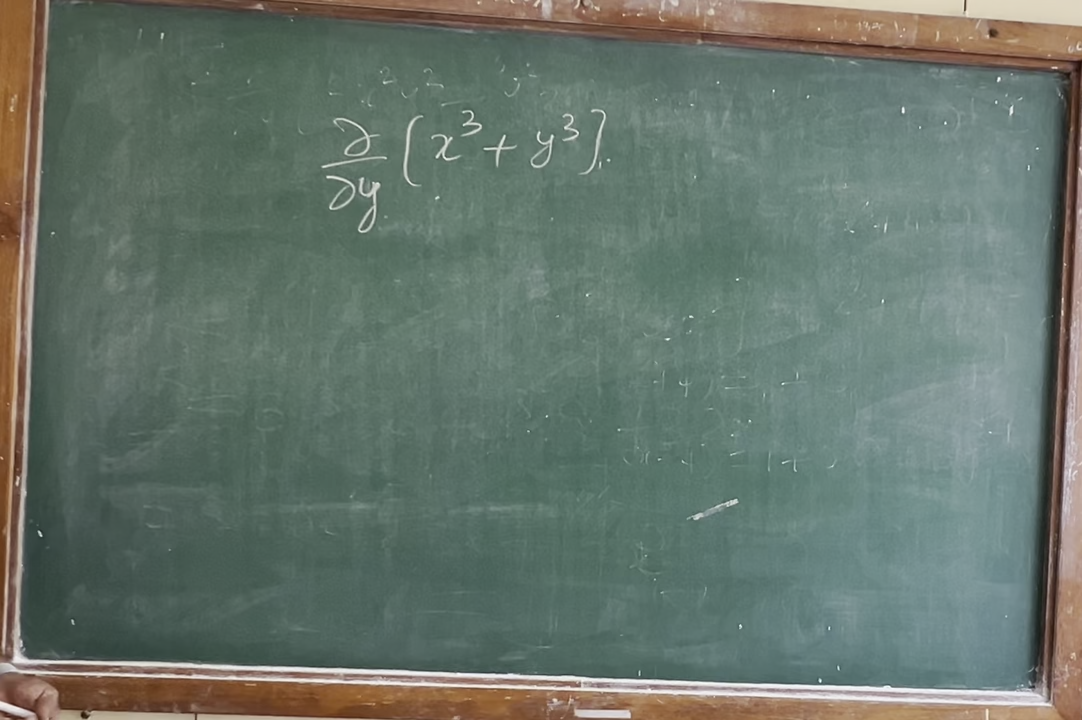 ∂/∂y [x³ + y³]